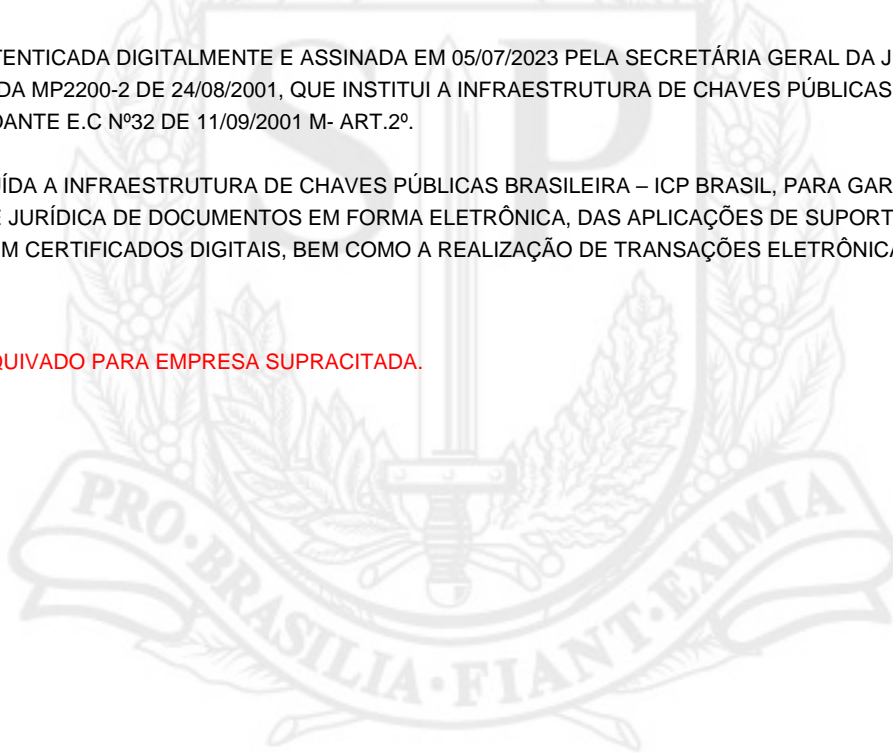 TENTICADA DIGITALMENTE E ASSINADA EM 05/07/2023 PELA SECRETÁRIA GERAL DA J
DA MP2200-2 DE 24/08/2001, QUE INSTITUI A INFRAESTRUTURA DE CHAVES PÚBLICAS
DANTE E.C Nº32 DE 11/09/2001 M- ART.2º.
UÍDA A INFRAESTRUTURA DE CHAVES PÚBLICAS BRASILEIRA – ICP BRASIL, PARA GAR
E JURÍDICA DE DOCUMENTOS EM FORMA ELETRÔNICA, DAS APLICAÇÕES DE SUPORT
M CERTIFICADOS DIGITAIS, BEM COMO A REALIZAÇÃO DE TRANSAÇÕES ELETRÔNICA
QUIVADO PARA EMPRESA SUPRACITADA.
SP
PRO·BRASILIA·FIANT·EXIMIA